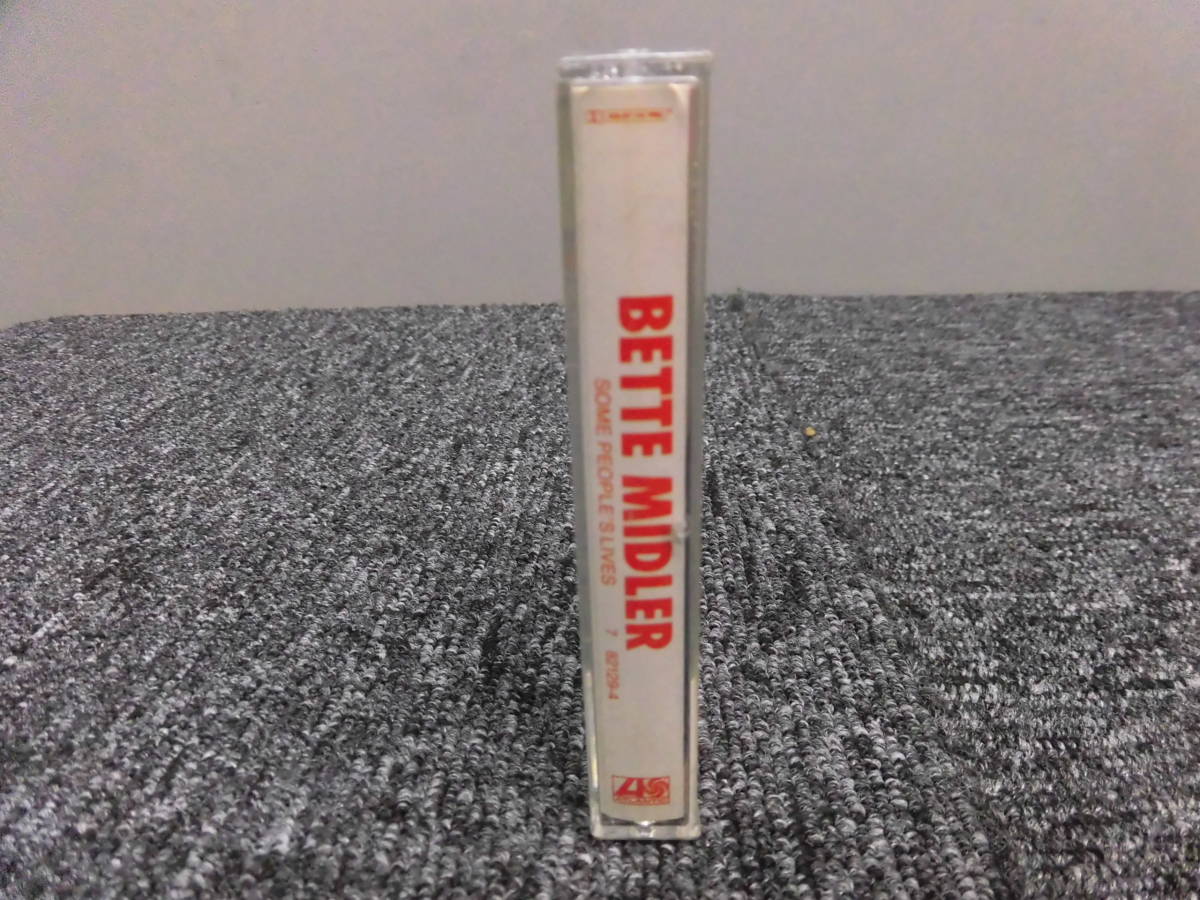 BETTE MIDLER
SOME PEOPLE'S LIVES
7 82129-4